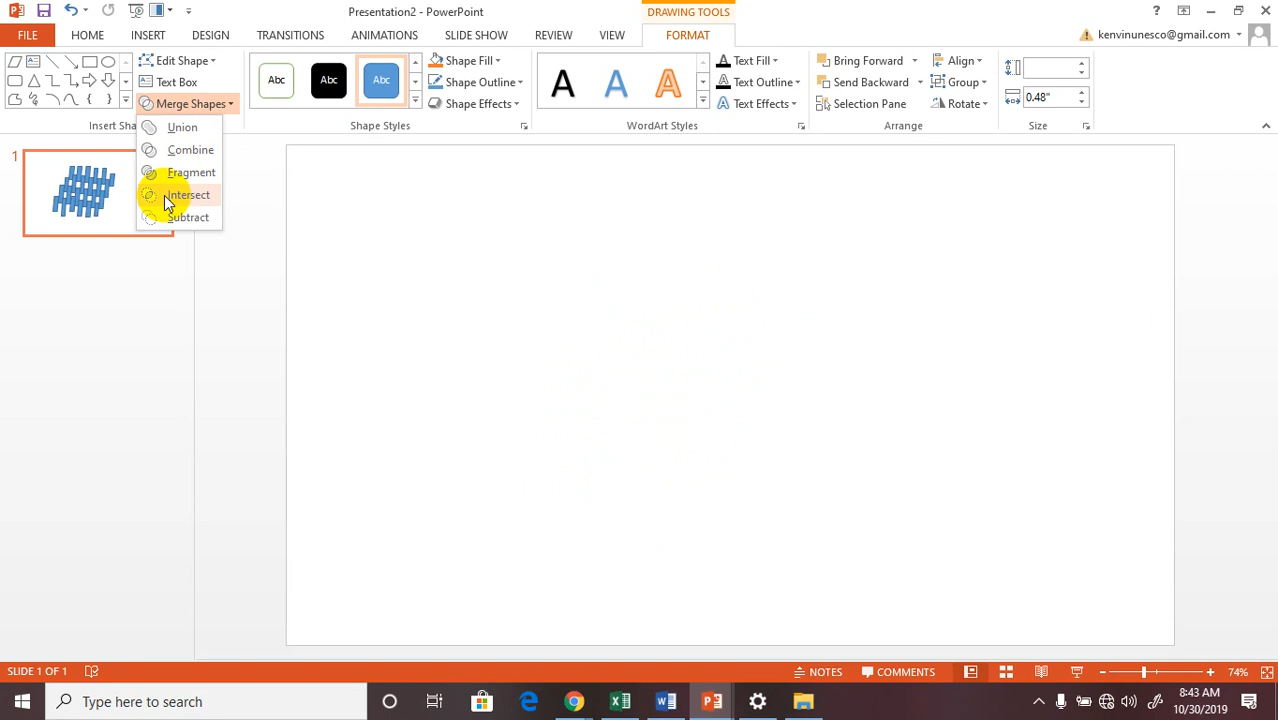 Presentation2 - PowerPoint
DRAWING TOOLS
?
FILE HOME INSERT DESIGN TRANSITIONS ANIMATIONS SLIDE SHOW REVIEW VIEW FORMAT
kenvinunesco@gmail.com
Edit Shape
Text Box
Merge Shapes
Abc Abc Abc
Shape Fill
Shape Outline
Shape Effects
A A A
Text Fill
Text Outline
Text Effects
Bring Forward
Send Backward
Selection Pane
Align
Group
Rotate
0.48"
Insert Sha
Shape Styles
WordArt Styles
Arrange
Size
Union
Combine
Fragment
Intersect
Subtract
1
SLIDE 1 OF 1
NOTES
COMMENTS
74%
Type here to search
8:43 AM
10/30/2019